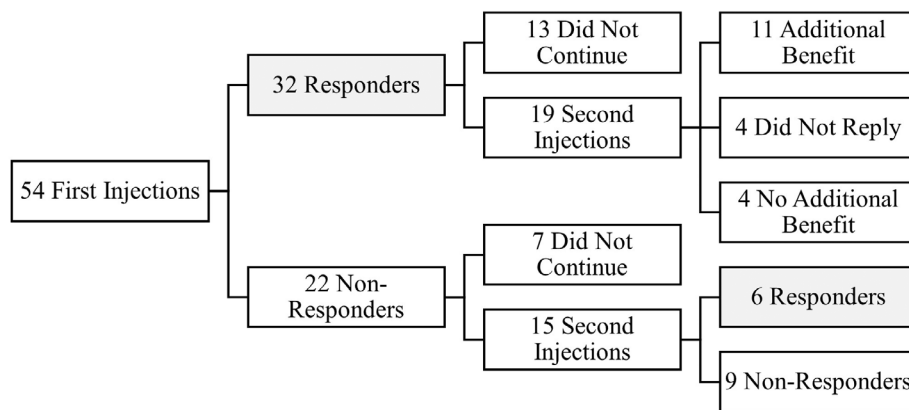 54 First Injections
32 Responders
22 Non-
Responders
13 Did Not
Continue
19 Second
Injections
7 Did Not
Continue
15 Second
Injections
11 Additional
Benefit
4 Did Not Reply
4 No Additional
Benefit
6 Responders
9 Non-Responders